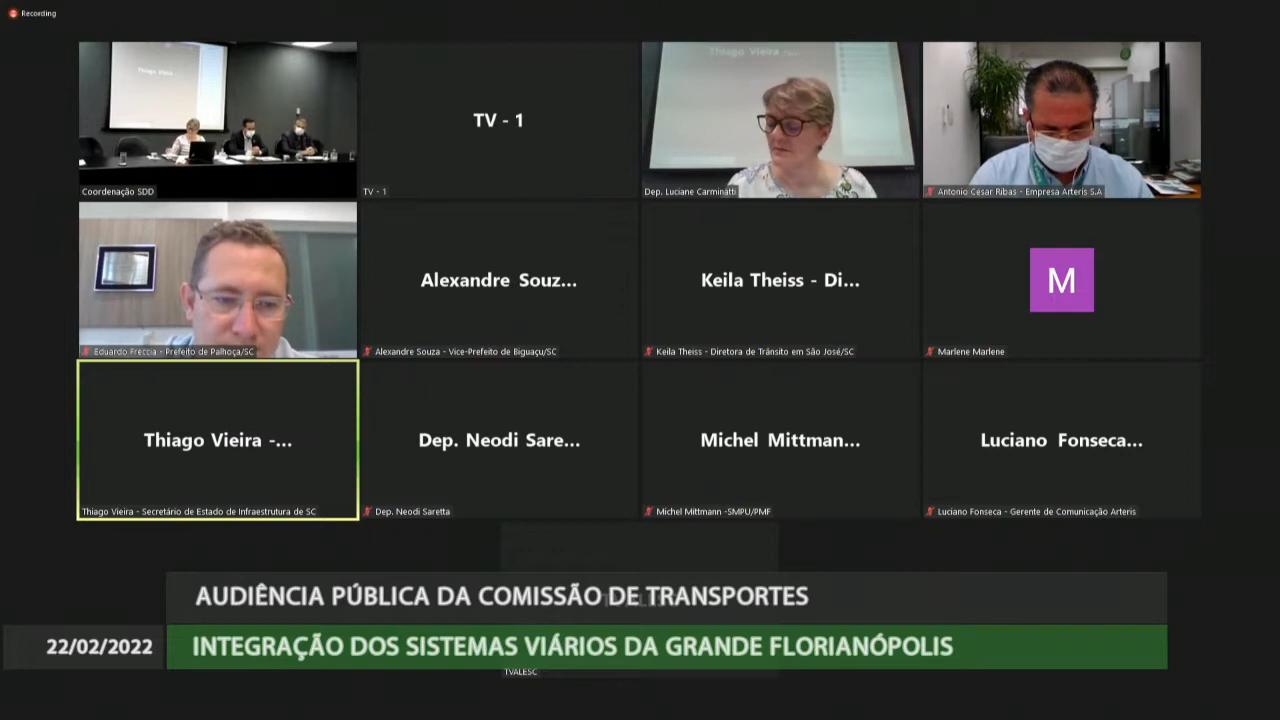 Recording
Thiago Vieira -...
Coordenação SDD
TV - 1
TV - 1
Thiago Vieira -...
Dep. Luciane Carminatti
Antonio Cesar Ribas - Empresa Arteris S.A
Eduardo Freccia - Prefeito de Palhoça/SC
Alexandre Souz...
Alexandre Souza - Vice-Prefeito de Biguaçu/SC
Keila Theiss - Di...
Keila Theiss - Diretora de Trânsito em São José/SC
M
Marlene Marlene
Thiago Vieira -...
Thiago Vieira - Secretário de Estado de Infraestrutura de SC
Dep. Neodi Sare...
Dep. Neodi Saretta
Michel Mittman...
Michel Mittmann -SMPU/PMF
Luciano Fonseca...
Luciano Fonseca - Gerente de Comunicação Arteris
AUDIÊNCIA PÚBLICA DA COMISSÃO DE TRANSPORTES
22/02/2022
INTEGRAÇÃO DOS SISTEMAS VIÁRIOS DA GRANDE FLORIANÓPOLIS
TVALESC